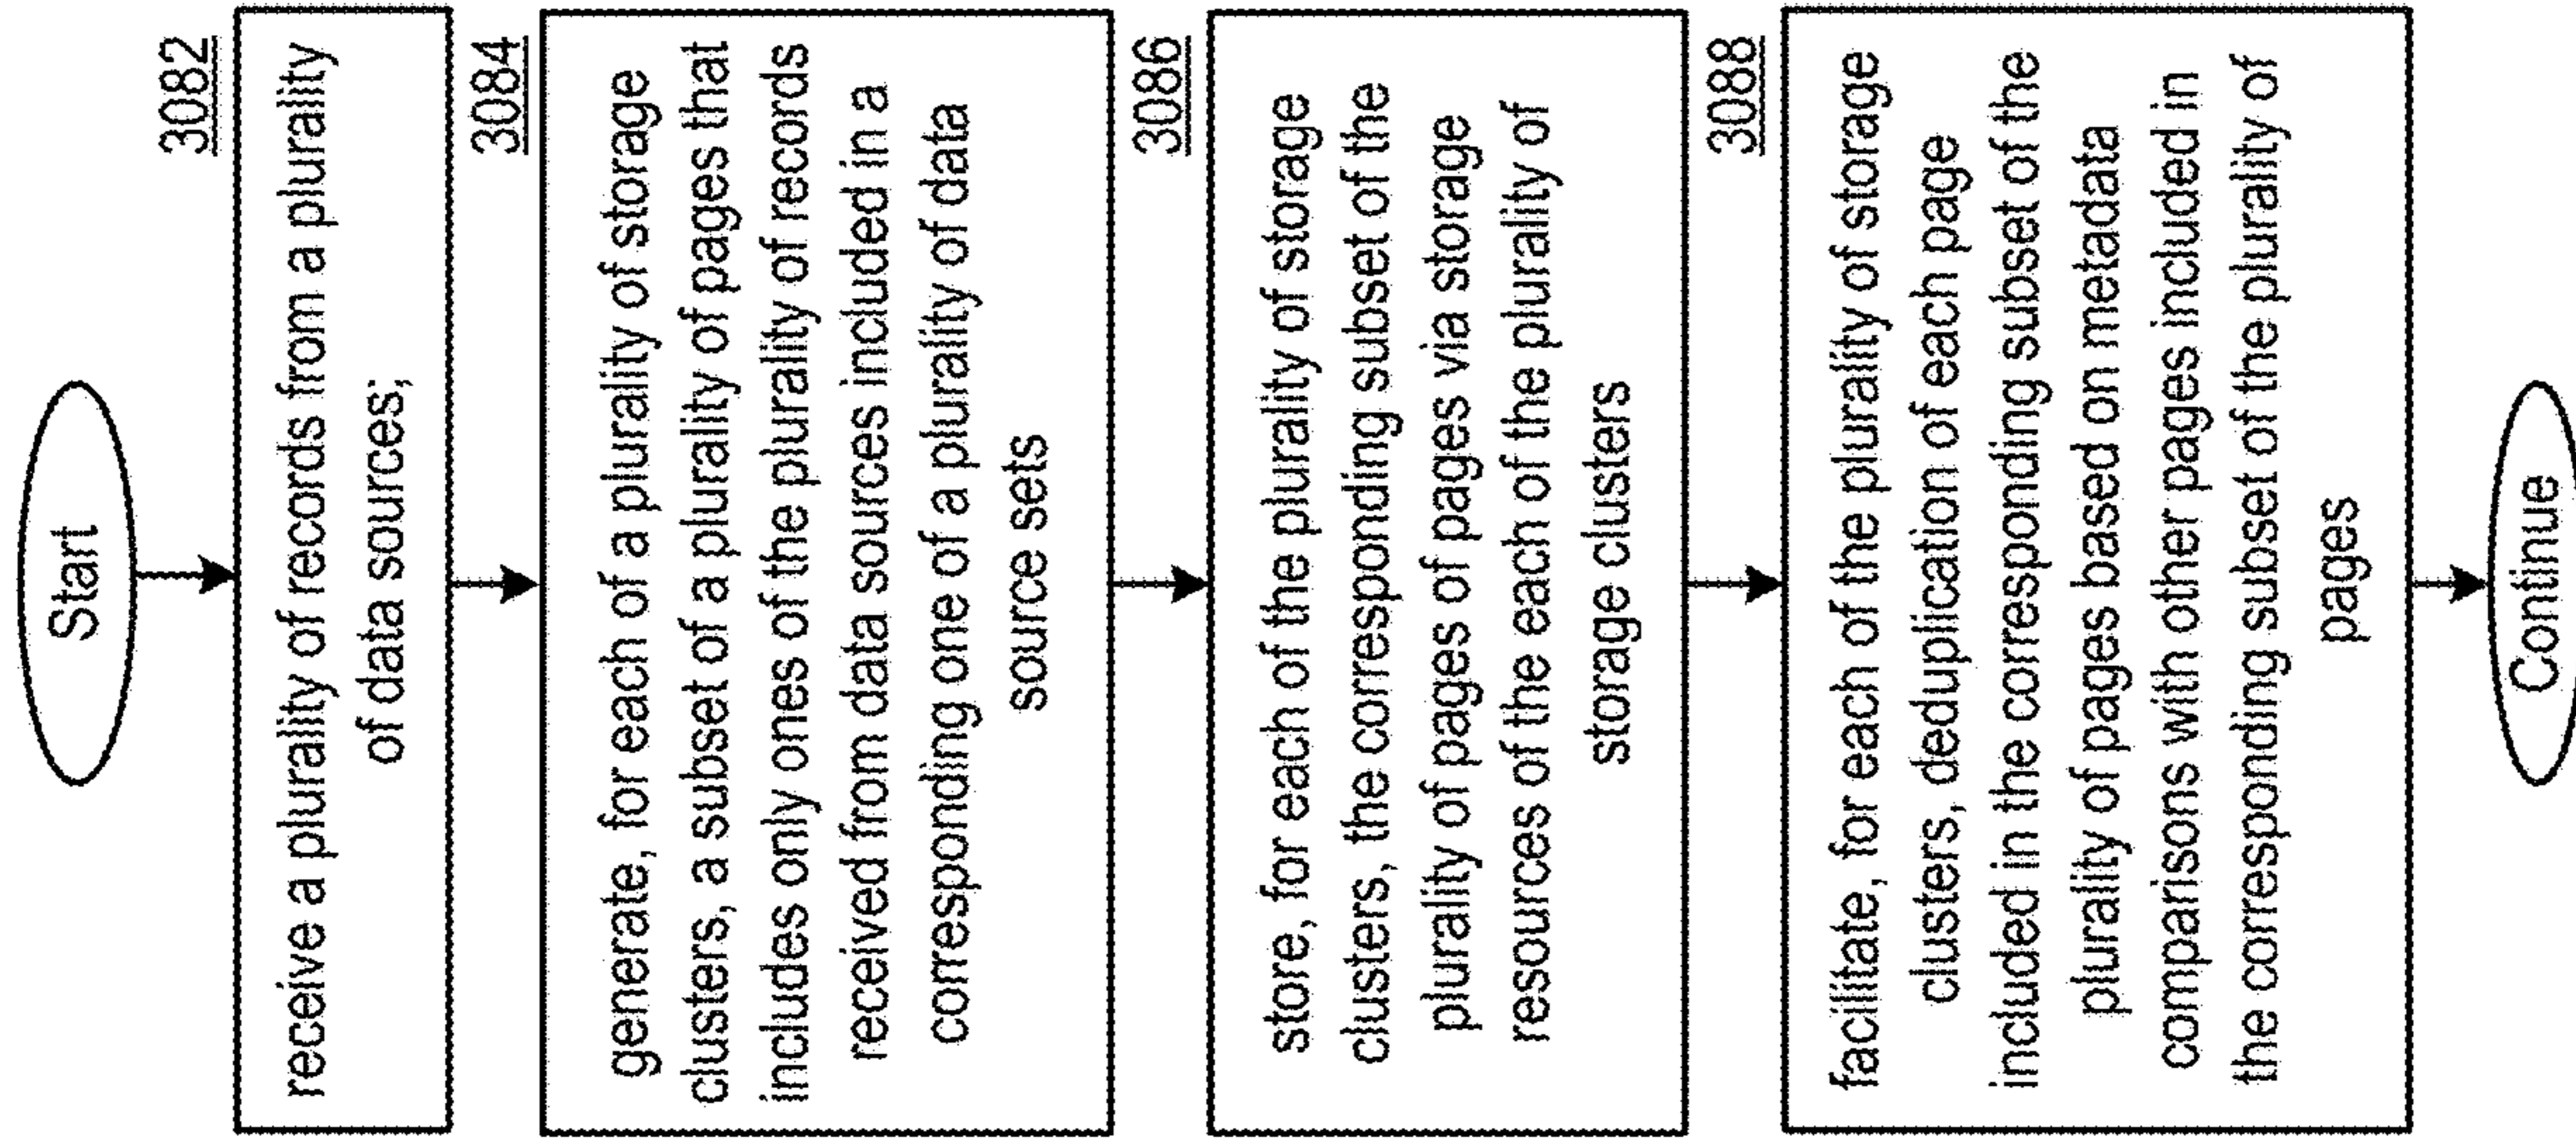 Start
3082
receive a plurality of records from a plurality
of data sources;
3084
generate, for each of a plurality of storage
clusters, a subset of a plurality of pages that
includes only ones of the plurality of records
received from data sources included in a
corresponding one of a plurality of data
source sets
3086
store, for each of the plurality of storage
clusters, the corresponding subset of the
plurality of pages of pages via storage
resources of the each of the plurality of
storage clusters
3088
facilitate, for each of the plurality of storage
clusters, deduplication of each page
included in the corresponding subset of the
plurality of pages based on metadata
comparisons with other pages included in
the corresponding subset of the plurality of
pages
Continue